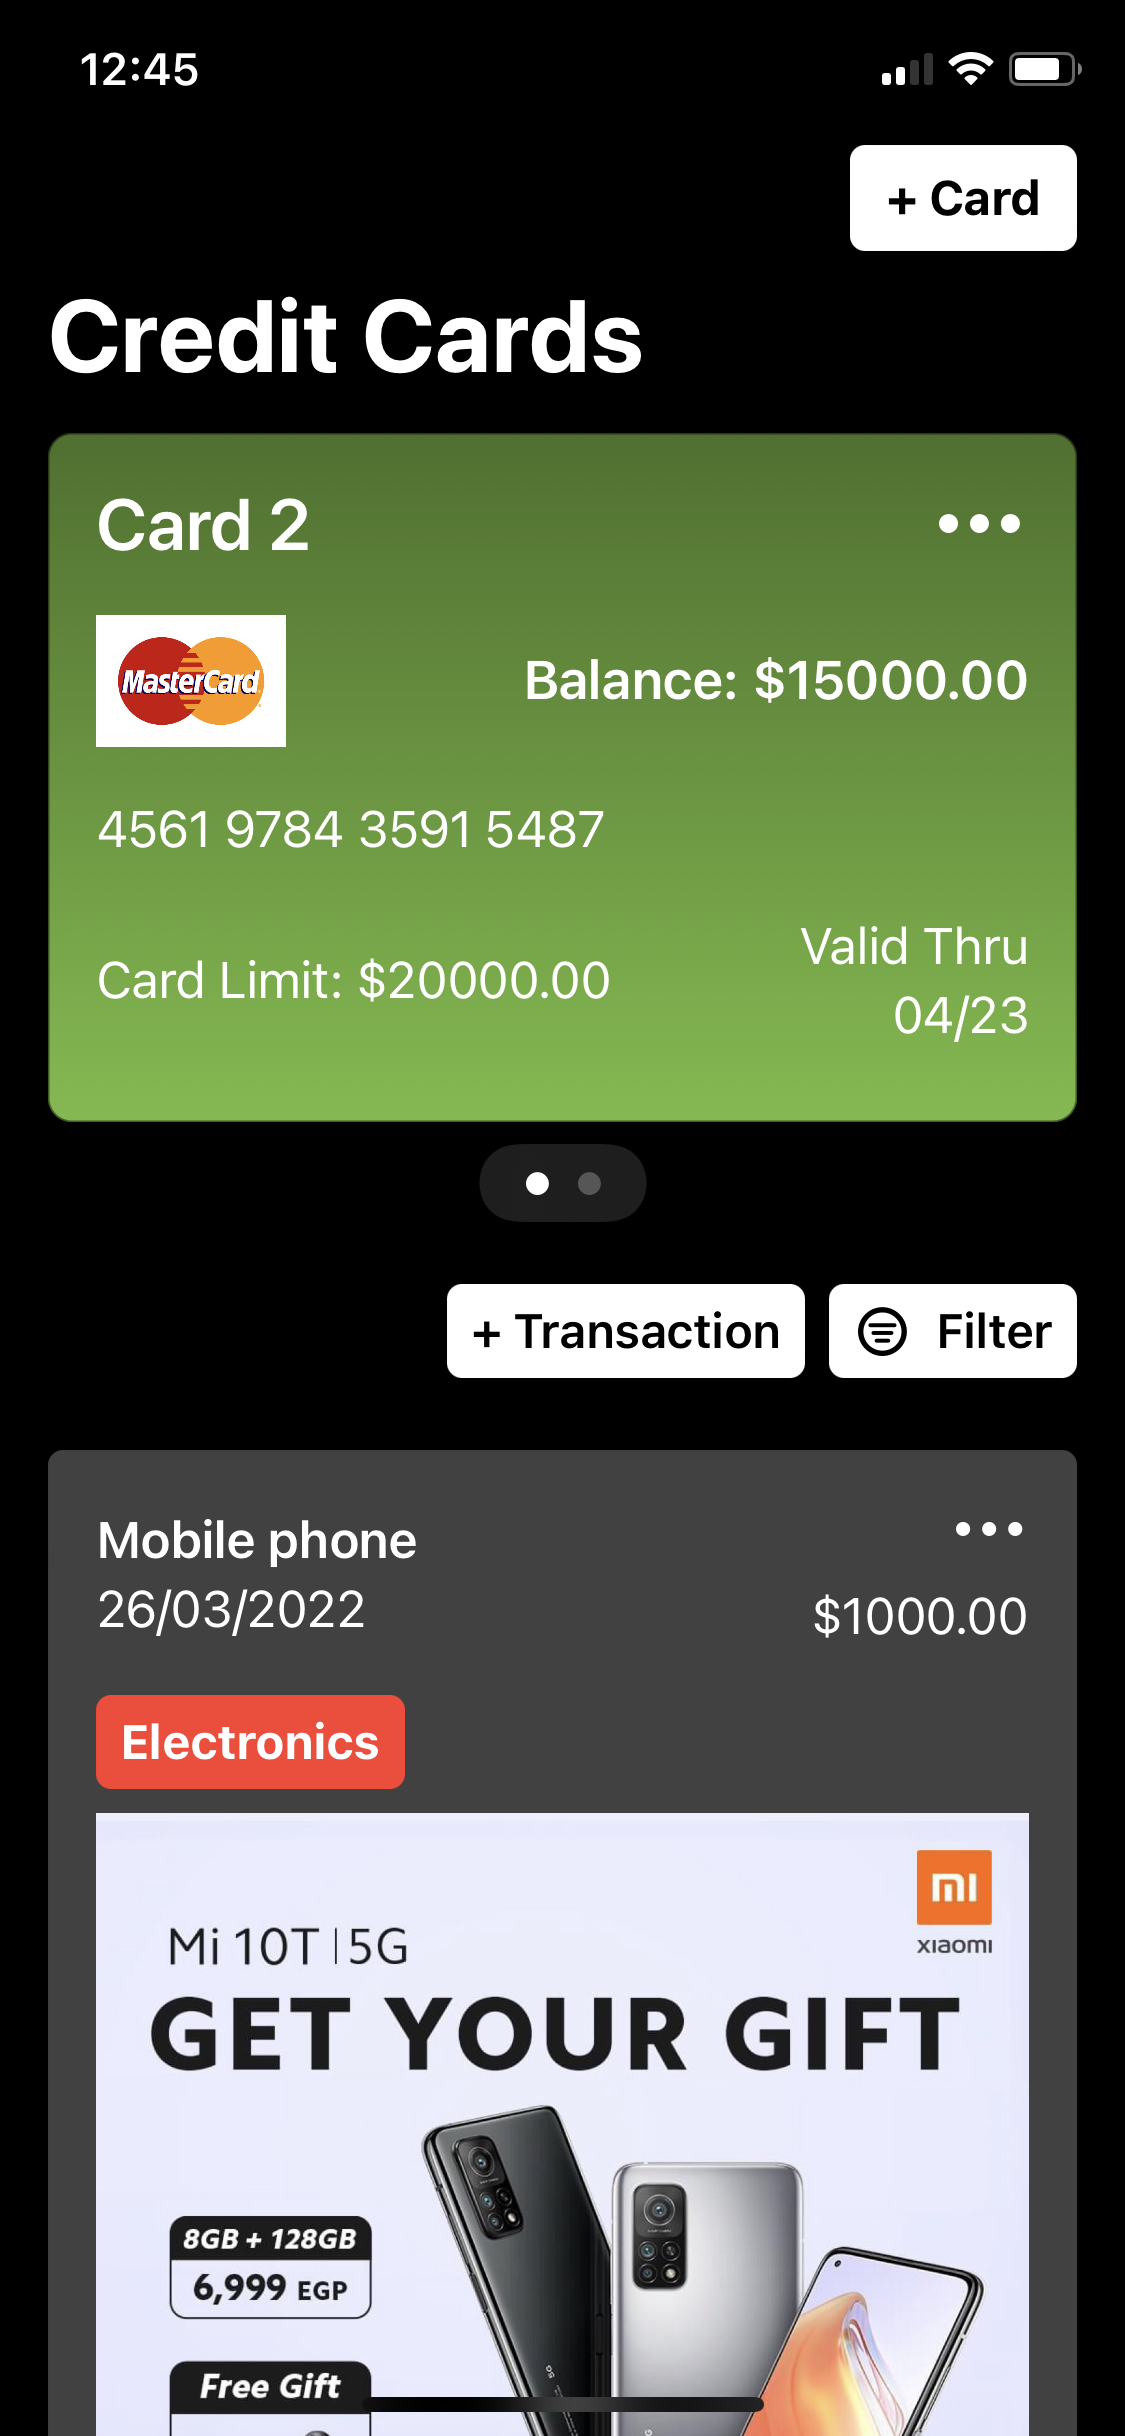 12:45
+ Card
Credit Cards
Card 2
MasterCard
Balance: $15000.00
4561 9784 3591 5487
Card Limit: $20000.00
Valid Thru
04/23
+ Transaction
Filter
Mobile phone
26/03/2022
$1000.00
Electronics
xiaomi
Mi 10T | 5G
GET YOUR GIFT
8GB + 128GB
6,999 EGP
Free Gift
5G